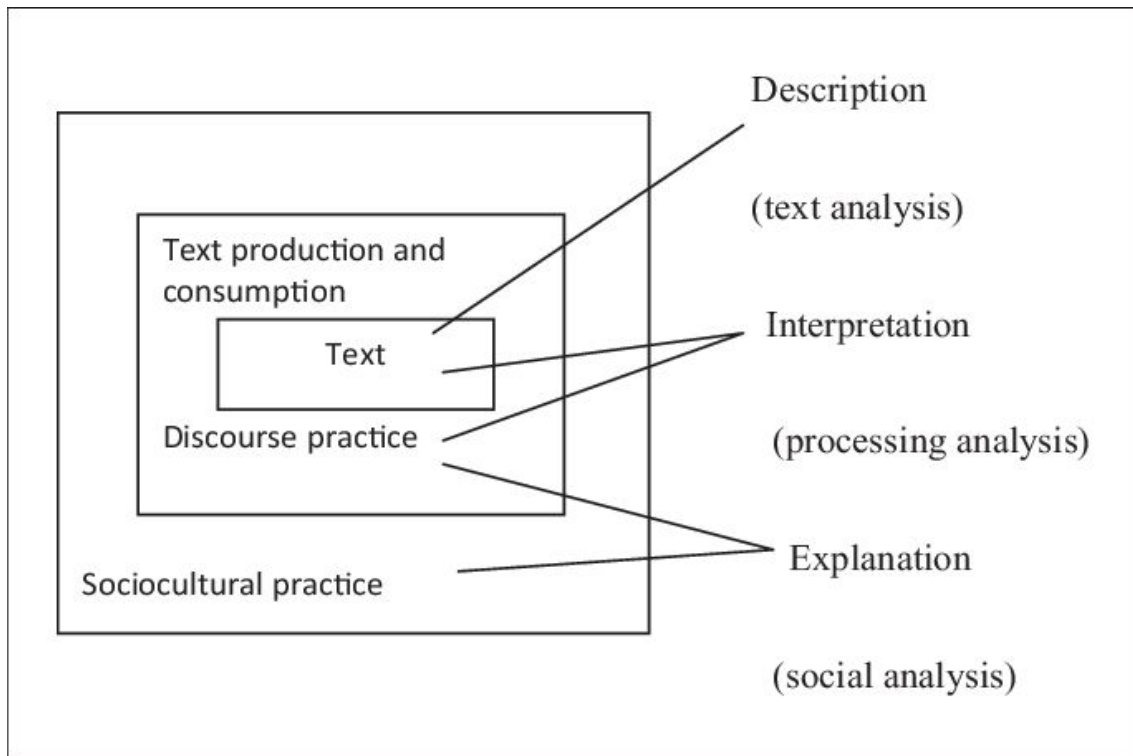 Description
(text analysis)
Text production and
consumption
Text
Interpretation
Discourse practice
(processing analysis)
Explanation
Sociocultural practice
(social analysis)